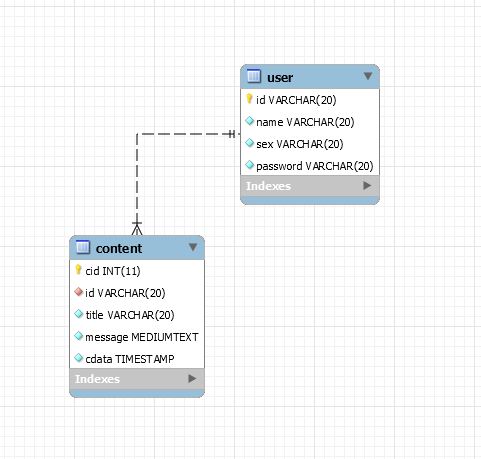 user
id VARCHAR(20)
name VARCHAR(20)
sex VARCHAR(20)
password VARCHAR(20)
Indexes
content
cid INT(11)
id VARCHAR(20)
title VARCHAR(20)
message MEDIUMTEXT
cdata TIMESTAMP
Indexes